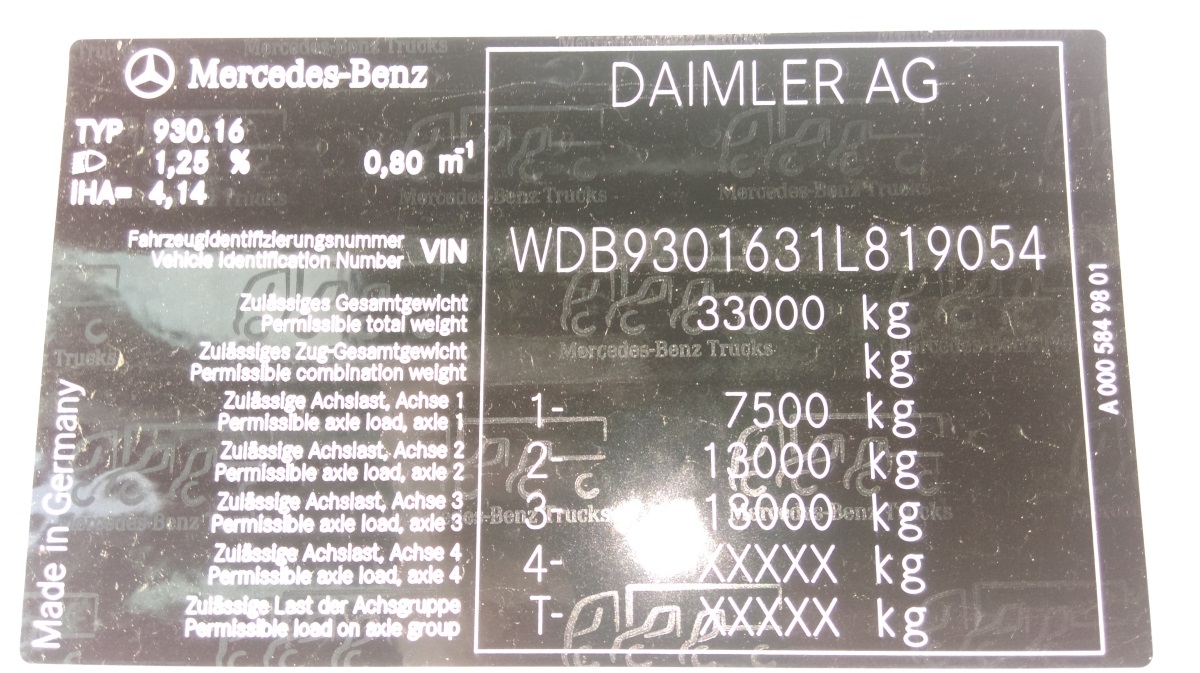 Mercedes-Benz
DAIMLER AG
TYP 930.16
1,25 % 0,80 m-1
IHA= 4,14
Fahrzeugidentifizierungsnummer
Vehicle Identification Number
VIN WDB9301631L819054
Zulässiges Gesamtgewicht
Permissible total weight
33000 kg
Zulässiges Zug-Gesamtgewicht
Permissible combination weight
kg
Zulässige Achslast, Achse 1
Permissible axle load, axle 1
1- 7500 kg
Zulässige Achslast, Achse 2
Permissible axle load, axle 2
2- 13000 kg
Zulässige Achslast, Achse 3
Permissible axle load, axle 3
3- 13000 kg
Zulässige Achslast, Achse 4
Permissible axle load, axle 4
4- XXXXX kg
Zulässige Last der Achsgruppe
Permissible load on axle group
T- XXXXX kg
Made in Germany
A 000 584 98 01
Mercedes-Benz Trucks